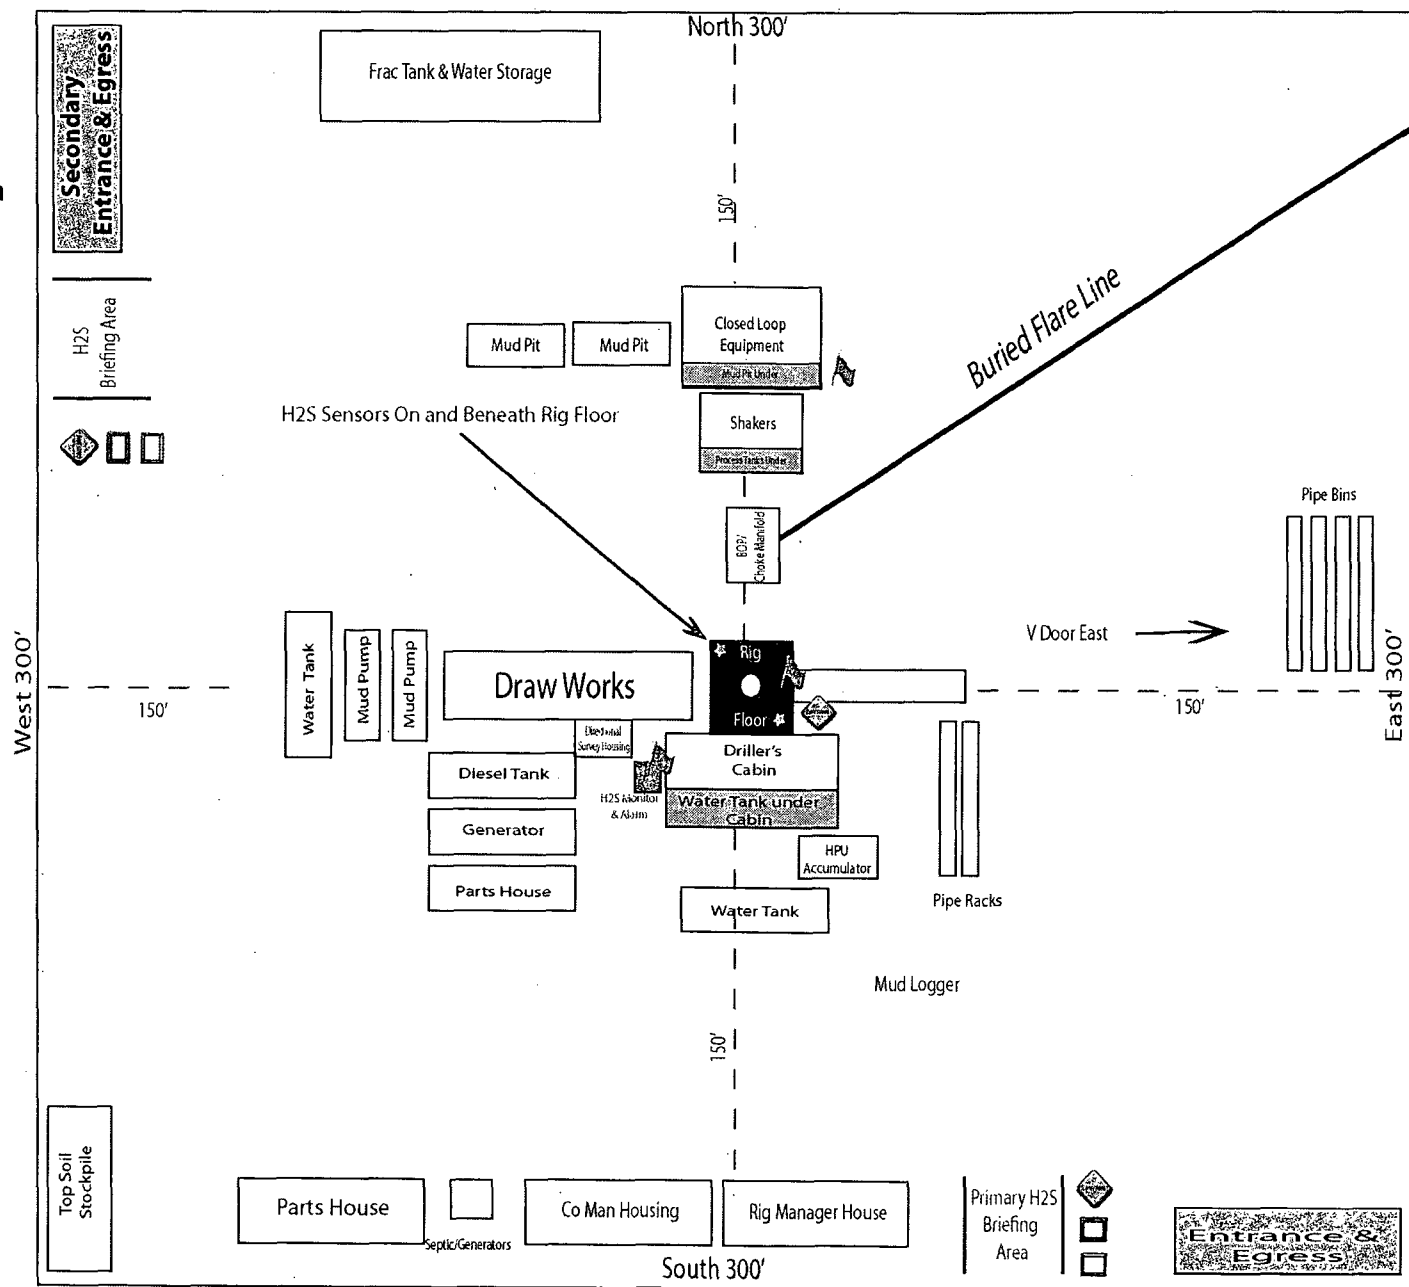 North 300'
Secondary
Entrance & Egress
Frac Tank & Water Storage
150'
H2S
Briefing Area
Buried Flare Line
Closed Loop
Equipment
Mud Pit Under
Mud Pit
Mud Pit
H2S Sensors On and Beneath Rig Floor
Shakers
Process Tanks Under
Pipe Bins
BOP/
Choke Manifold
V Door East
West 300'
150'
Water Tank
Mud Pump
Mud Pump
Draw Works
Rig
Floor
150'
East 300'
Directional
Survey Housing
Driller's
Cabin
Diesel Tank
H2S Monitor
& Alarm
Water Tank under
Cabin
Generator
HPU
Accumulator
Parts House
Water Tank
Pipe Racks
Mud Logger
150'
Top Soil
Stockpile
Parts House
Septic/Generators
Co Man Housing
Rig Manager House
Primary H2S
Briefing
Area
Entrance &
Egress
South 300'